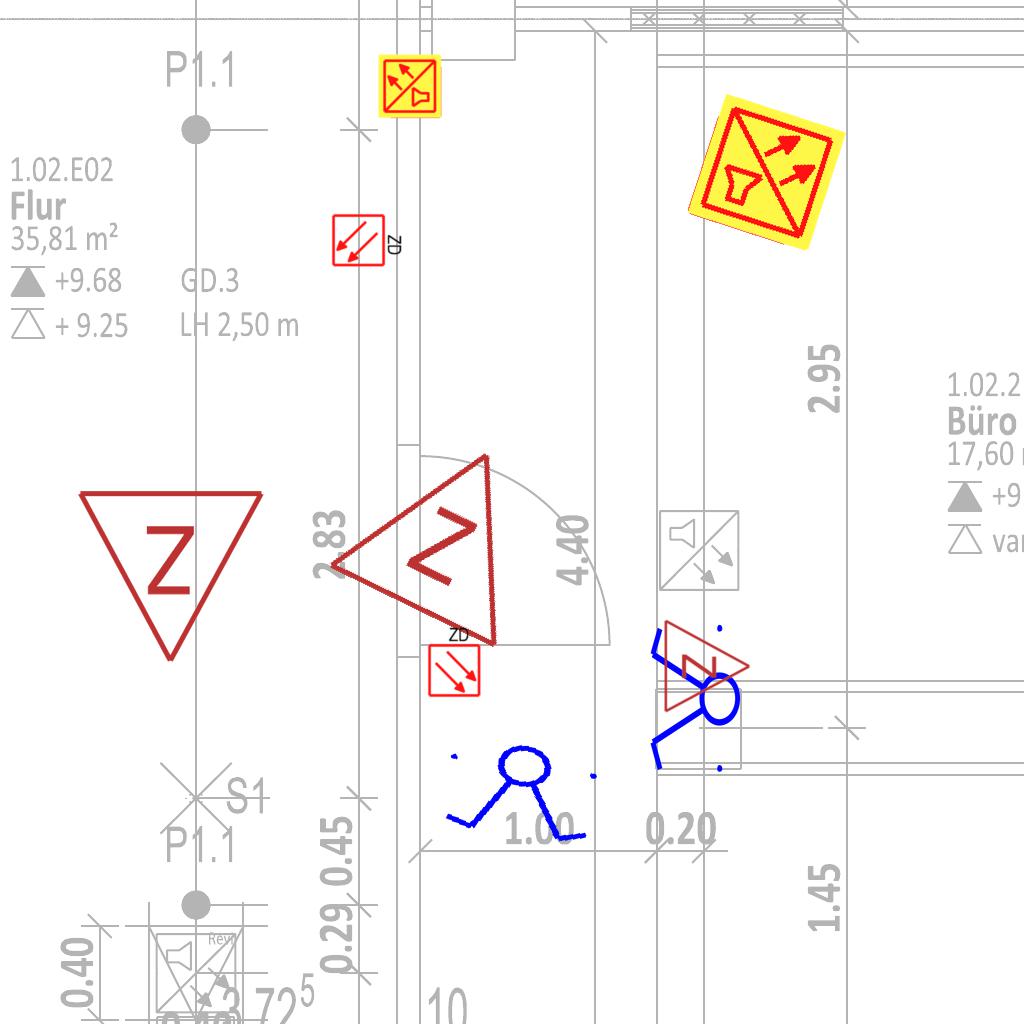 P1.1
1.02.E02
Flur
35,81 m²
+9.68
GD.3
+ 9.25
LH 2,50 m
ZD
2.95
1.02.2
Büro
17,60
+9
var
Z
2.83
Z
4.40
ZD
Z
S1
P1.1
1.00
0.20
0.45
0.29
1.45
0.40
3.72⁵
10